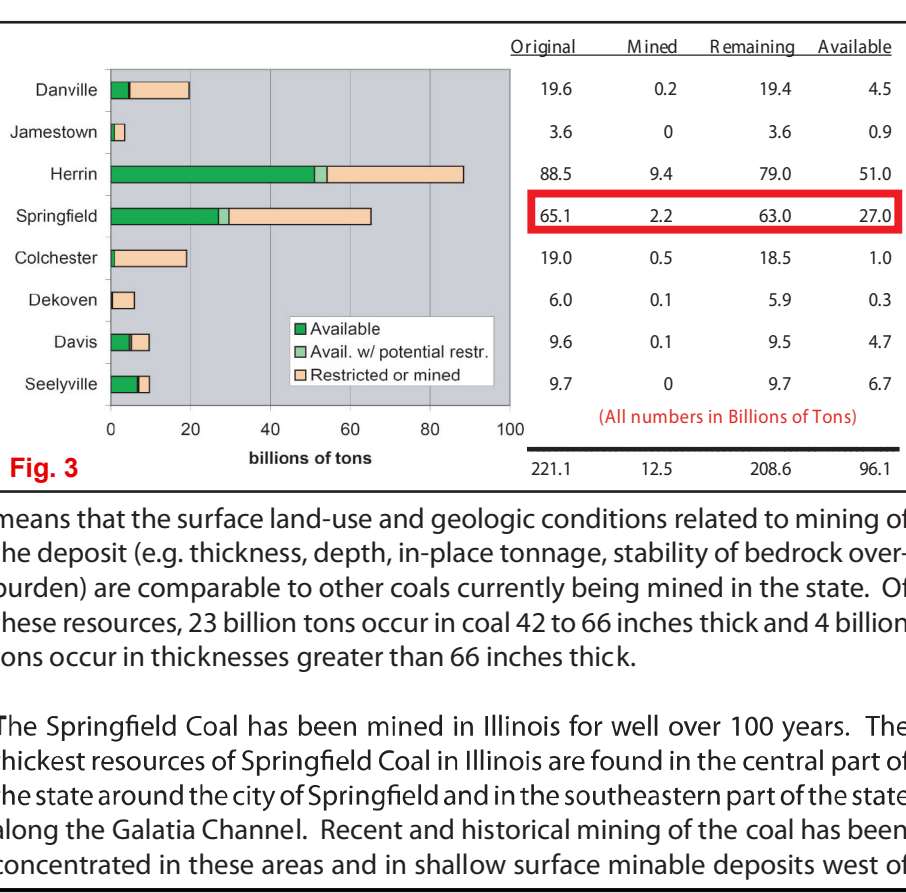 Original Mined Remaining Available
Danville 19.6 0.2 19.4 4.5
Jamestown 3.6 0 3.6 0.9
Herrin 88.5 9.4 79.0 51.0
Springfield 65.1 2.2 63.0 27.0
Colchester 19.0 0.5 18.5 1.0
Dekoven 6.0 0.1 5.9 0.3
Davis 9.6 0.1 9.5 4.7
Seelyville 9.7 0 9.7 6.7
Available
Avail. w/ potential restr.
Restricted or mined
0 20 40 60 80 100
billions of tons
(All numbers in Billions of Tons)
Fig. 3
221.1 12.5 208.6 96.1
means that the surface land-use and geologic conditions related to mining of
the deposit (e.g. thickness, depth, in-place tonnage, stability of bedrock over-
burden) are comparable to other coals currently being mined in the state. Of
these resources, 23 billion tons occur in coal 42 to 66 inches thick and 4 billion
tons occur in thicknesses greater than 66 inches thick.
The Springfield Coal has been mined in Illinois for well over 100 years. The
thickest resources of Springfield Coal in Illinois are found in the central part of
the state around the city of Springfield and in the southeastern part of the state
along the Galatia Channel. Recent and historical mining of the coal has been
concentrated in these areas and in shallow surface minable deposits west of